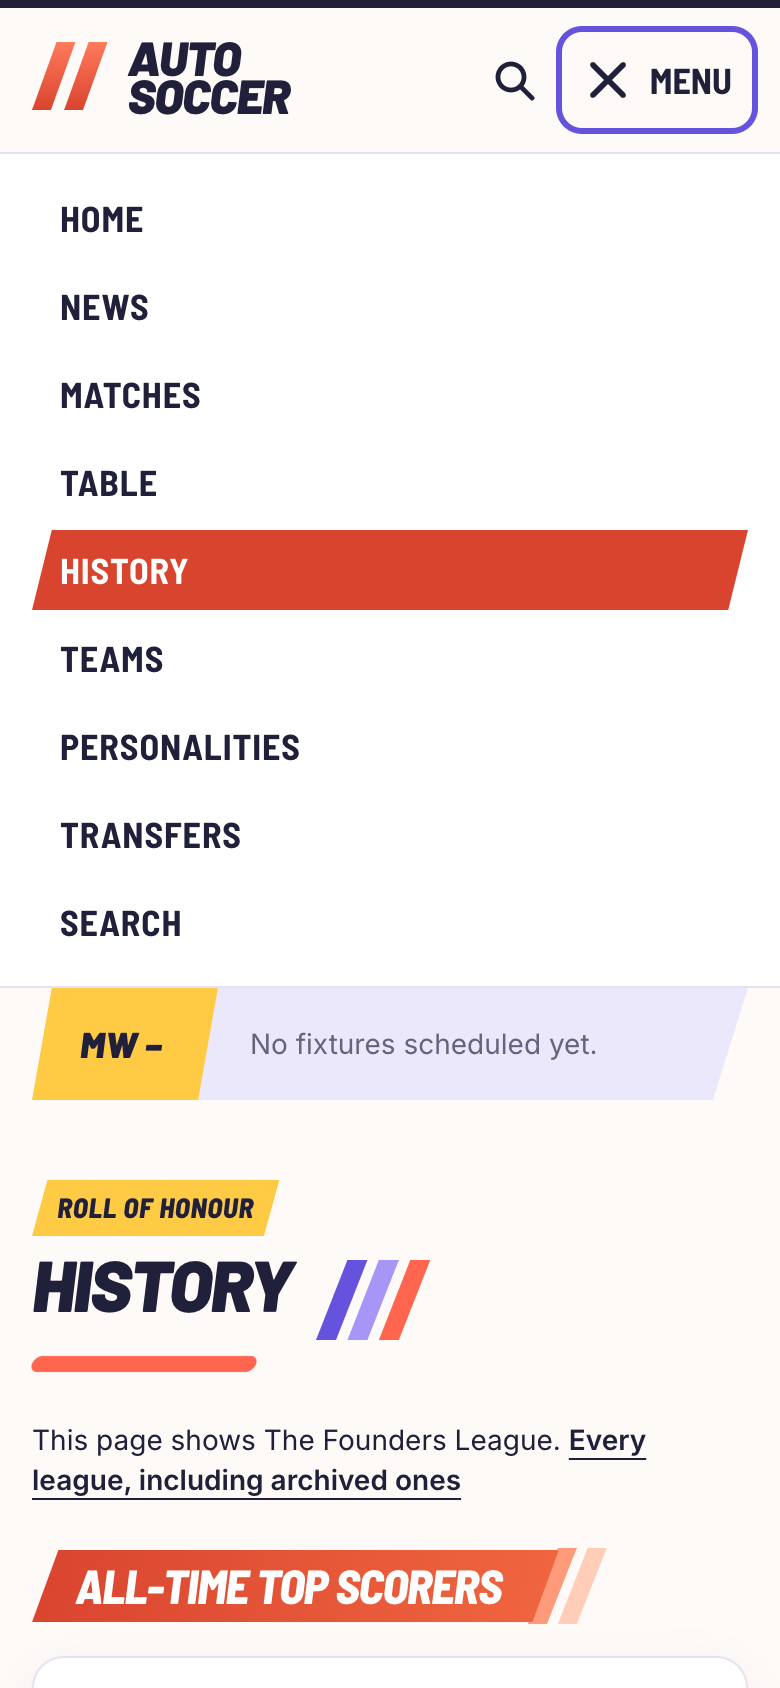 AUTO
SOCCER
MENU
HOME
NEWS
MATCHES
TABLE
HISTORY
TEAMS
PERSONALITIES
TRANSFERS
SEARCH
MW – No fixtures scheduled yet.
ROLL OF HONOUR
HISTORY
This page shows The Founders League. Every
league, including archived ones
ALL-TIME TOP SCORERS